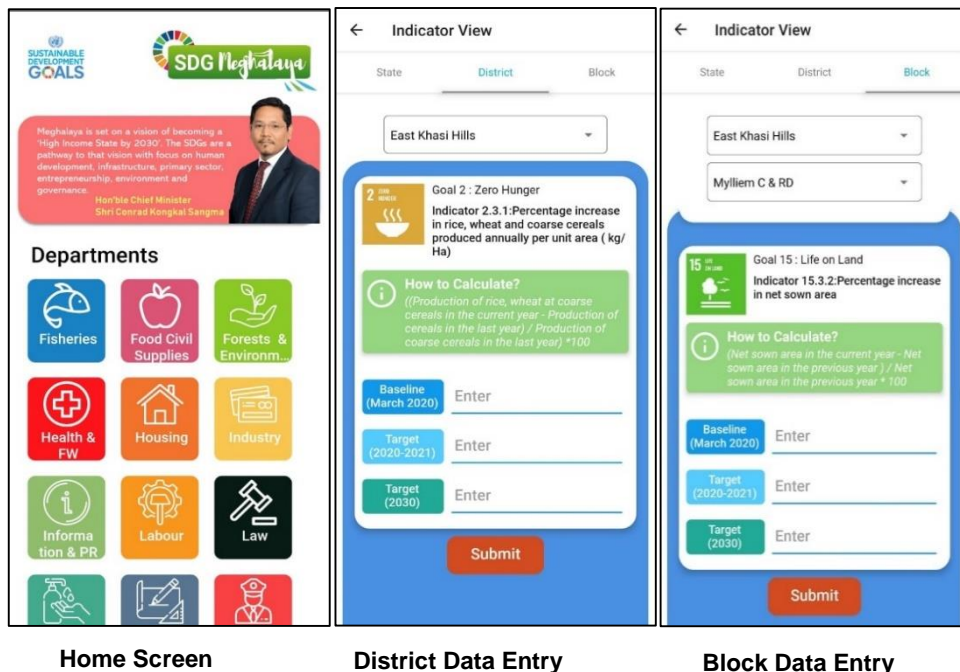 SUSTAINABLE
DEVELOPMENT
GOALS
SDG Meghalaya
Meghalaya is set on a vision of becoming a
'High Income State by 2030'. The SDGs are a
pathway to that vision with focus on human
development, infrastructure, primary sector,
entrepreneurship, environment and
governance.
Hon'ble Chief Minister
Shri Conrad Kongkal Sangma
Departments
Fisheries
Food Civil
Supplies
Forests &
Environm...
Health &
FW
Housing
Industry
Informa
tion & PR
Labour
Law
Home Screen
Indicator View
State District Block
East Khasi Hills
2 ZERO
HUNGER
Goal 2 : Zero Hunger
Indicator 2.3.1:Percentage increase
in rice, wheat and coarse cereals
produced annually per unit area ( kg/
Ha)
How to Calculate?
((Production of rice, wheat at coarse
cereals in the current year - Production of
cereals in the last year) / Production of
coarse cereals in the last year) *100
Baseline
(March 2020)
Enter
Target
(2020-2021)
Enter
Target
(2030)
Enter
Submit
District Data Entry
Indicator View
State District Block
East Khasi Hills
Mylliem C & RD
15 LIFE
ON LAND
Goal 15 : Life on Land
Indicator 15.3.2:Percentage increase
in net sown area
How to Calculate?
(Net sown area in the current year - Net
sown area in the previous year ) / Net
sown area in the previous year * 100
Baseline
(March 2020)
Enter
Target
(2020-2021)
Enter
Target
(2030)
Enter
Submit
Block Data Entry